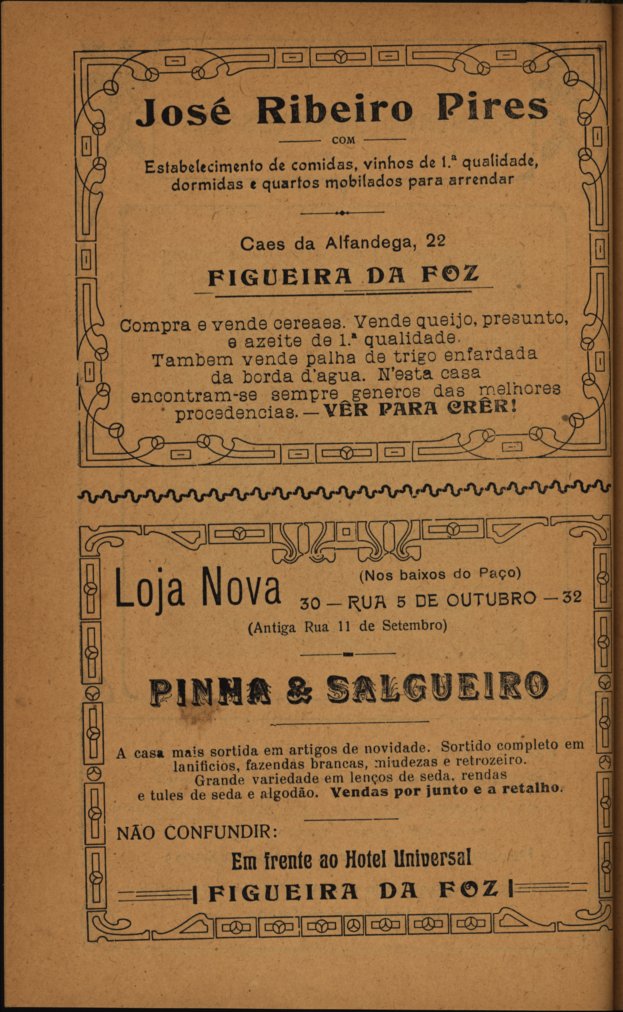 José Ribeiro Pires
COM
Estabelecimento de comidas, vinhos de 1.ª qualidade,
dormidas e quartos mobilados para arrendar
Caes da Alfandega, 22
FIGUEIRA DA FOZ
Compra e vende cereaes. Vende queijo, presunto,
e azeite de 1.ª qualidade.
Tambem vende palha de trigo enfardada
da borda d'agua. N'esta casa
encontram-se sempre generos das melhores
procedencias. — VÊR PARA CRÊR!
Loja Nova
(Nos baixos do Paço)
30 — RUA 5 DE OUTUBRO — 32
(Antiga Rua 11 de Setembro)
PINHA & SALGUEIRO
A casa mais sortida em artigos de novidade. Sortido completo em
lanificios, fazendas brancas, miudezas e retrozeiro.
Grande variedade em lenços de seda, rendas
e tules de seda e algodão. Vendas por junto e a retalho.
NÃO CONFUNDIR:
Em frente ao Hotel Universal
FIGUEIRA DA FOZ